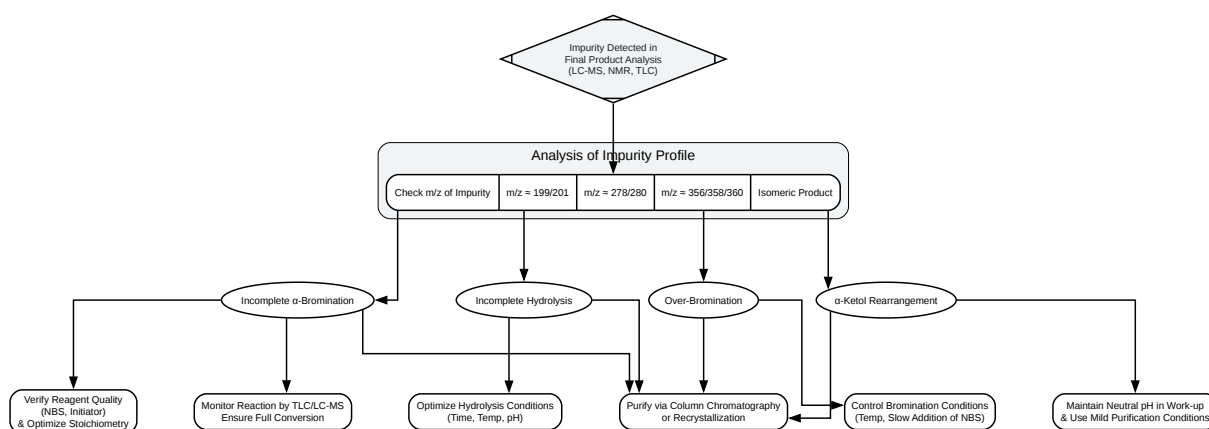 Impurity Detected in
Final Product Analysis
(LC-MS, NMR, TLC)
Analysis of Impurity Profile
Check m/z of Impurity
m/z ≈ 199/201
m/z ≈ 278/280
m/z ≈ 356/358/360
Isomeric Product
Incomplete α-Bromination
Incomplete Hydrolysis
Over-Bromination
α-Ketol Rearrangement
Verify Reagent Quality
(NBS, Initiator)
& Optimize Stoichiometry
Monitor Reaction by TLC/LC-MS
Ensure Full Conversion
Optimize Hydrolysis Conditions
(Time, Temp, pH)
Purify via Column Chromatography
or Recrystallization
Control Bromination Conditions
(Temp, Slow Addition of NBS)
Maintain Neutral pH in Work-up
& Use Mild Purification Conditions